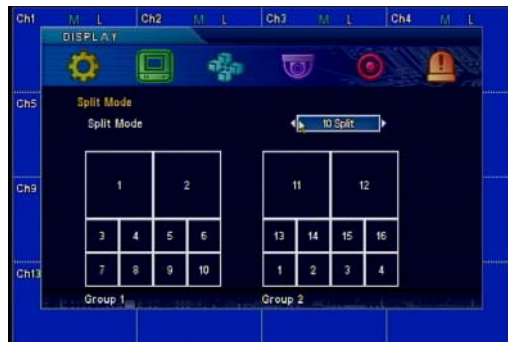 Ch1 M L Ch2 M L Ch3 M L Ch4 M L
DISPLAY
Ch5
Split Mode
Split Mode 10 Split
Ch9
1 2 11 12
3 4 5 6 13 14 15 16
Ch13
7 8 9 10 1 2 3 4
Group 1 Group 2